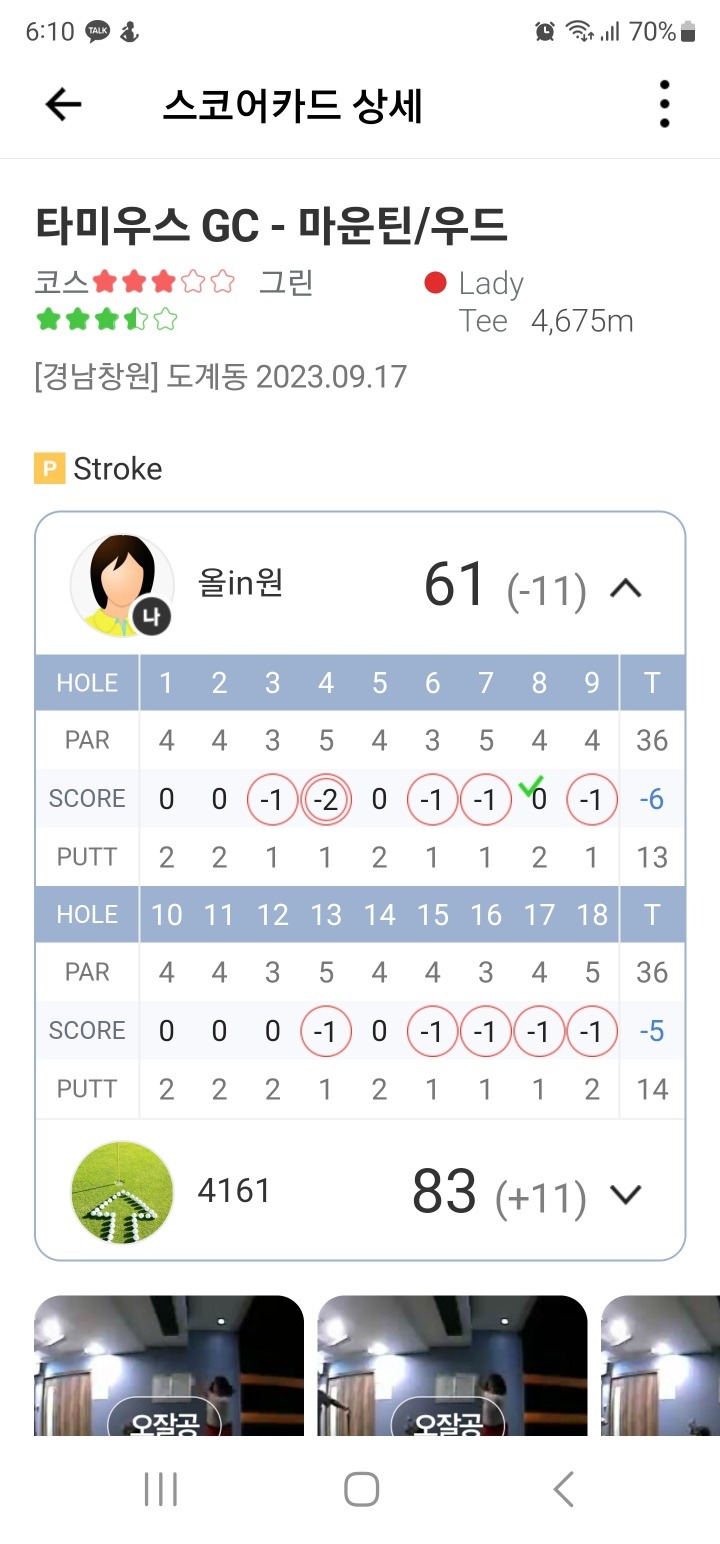 6:10 TALK 70%
스코어카드 상세
타미우스 GC - 마운틴/우드
코스 그린 Lady
Tee 4,675m
[경남창원] 도계동 2023.09.17
P Stroke
올in원 61 (-11)
나
HOLE 1 2 3 4 5 6 7 8 9 T
PAR 4 4 3 5 4 3 5 4 4 36
SCORE 0 0 -1 -2 0 -1 -1 0 -1 -6
PUTT 2 2 1 1 2 1 1 2 1 13
HOLE 10 11 12 13 14 15 16 17 18 T
PAR 4 4 3 5 4 4 3 4 5 36
SCORE 0 0 0 -1 0 -1 -1 -1 -1 -5
PUTT 2 2 2 1 2 1 1 1 2 14
4161 83 (+11)
오잘공 오잘공